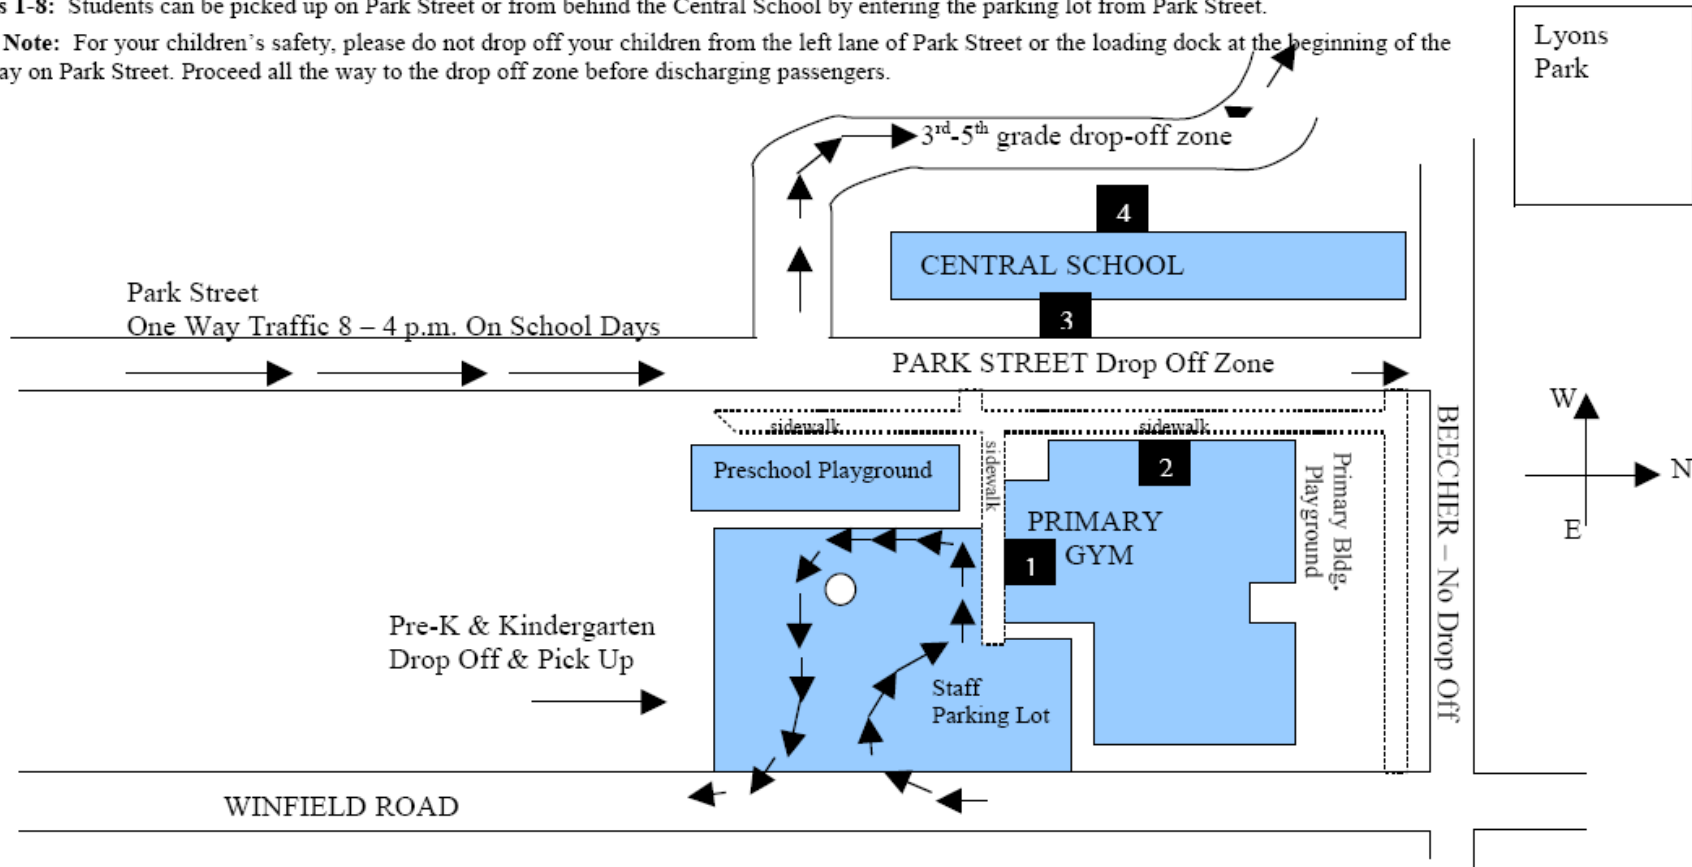 s 1-8: Students can be picked up on Park Street or from behind the Central School by entering the parking lot from Park Street.
Note: For your children's safety, please do not drop off your children from the left lane of Park Street or the loading dock at the beginning of the
ay on Park Street. Proceed all the way to the drop off zone before discharging passengers.
Lyons
Park
3rd-5th grade drop-off zone
4
CENTRAL SCHOOL
3
Park Street
One Way Traffic 8 – 4 p.m. On School Days
PARK STREET Drop Off Zone
W
N
E
sidewalk
sidewalk
sidewalk
Preschool Playground
2
PRIMARY
GYM
1
Primary Bldg.
Playground
BEECHER – No Drop Off
Pre-K & Kindergarten
Drop Off & Pick Up
Staff
Parking Lot
WINFIELD ROAD